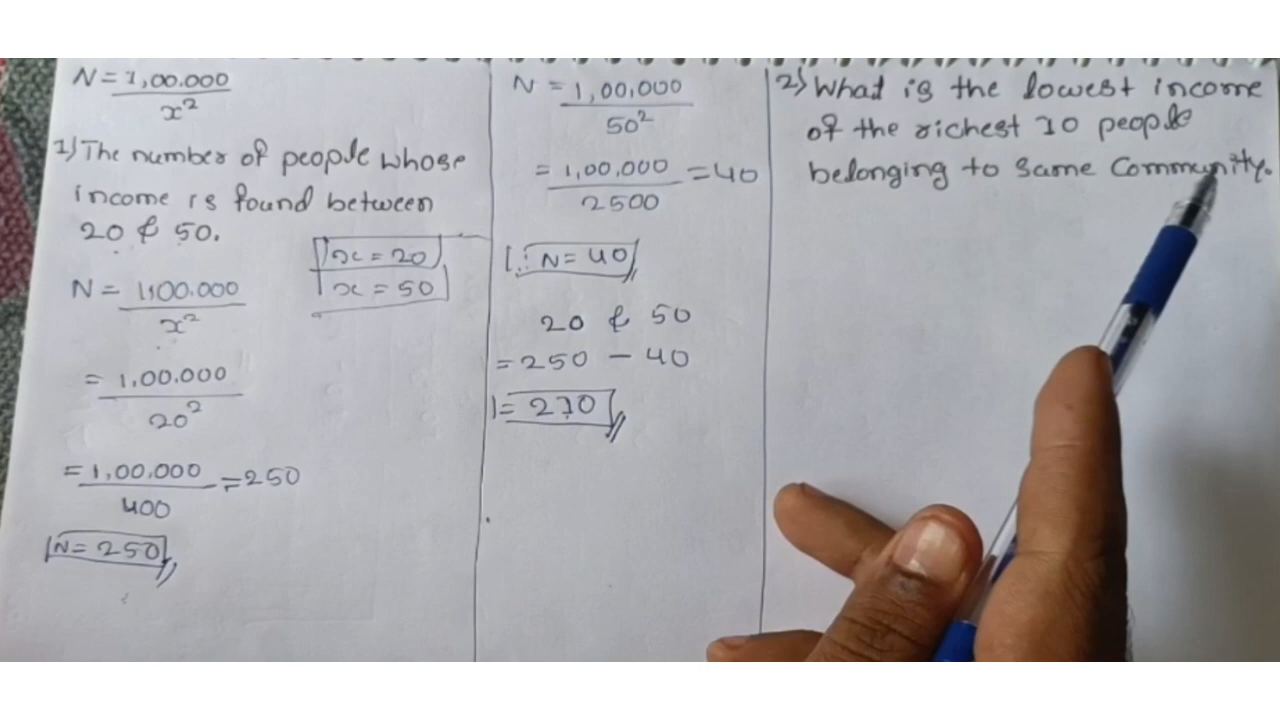 N = 1,00.000
x²
1) The number of people whose
income is found between
20 & 50.
x = 20
x = 50
N = 1,00.000
x²
= 1,00.000
20²
= 1,00.000 = 250
400
N = 250
N = 1,00,000
50²
= 1,00,000 = 40
2500
∴ N = 40
20 & 50
= 250 - 40
= 210
2) What is the lowest income
of the richest 10 people
belonging to same Community.